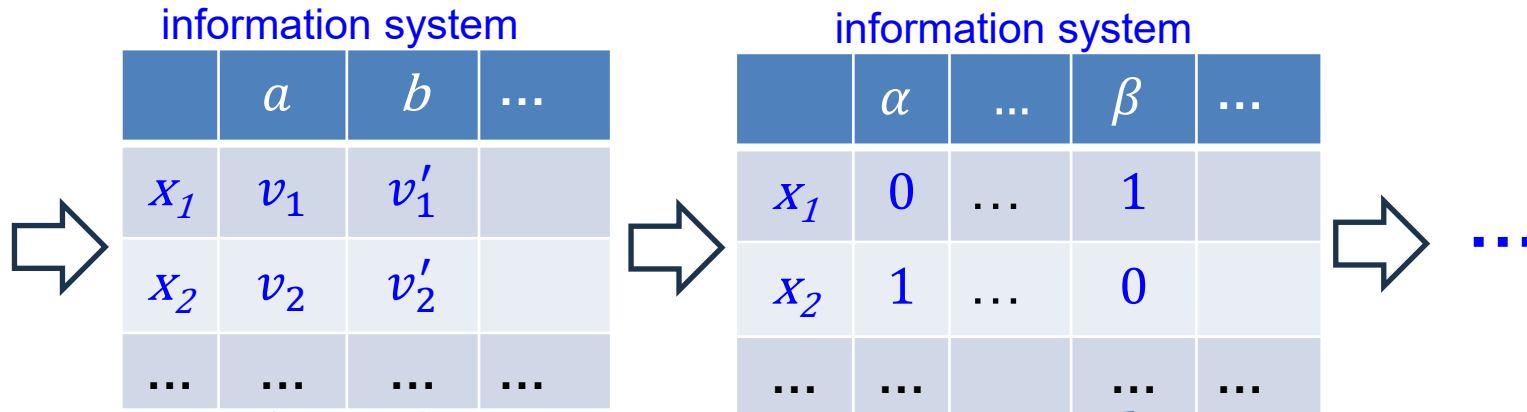 information system
a b ...
x₁ v₁ v′₁
x₂ v₂ v′₂
... ... ... ...
information system
α ... β ...
x₁ 0 ... 1
x₂ 1 ... 0
... ... ... ...
...